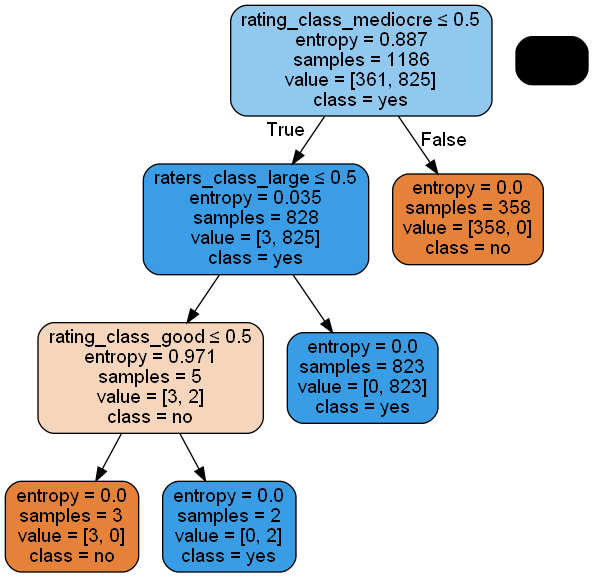 rating_class_mediocre ≤ 0.5
entropy = 0.887
samples = 1186
value = [361, 825]
class = yes
True
False
raters_class_large ≤ 0.5
entropy = 0.035
samples = 828
value = [3, 825]
class = yes
entropy = 0.0
samples = 358
value = [358, 0]
class = no
rating_class_good ≤ 0.5
entropy = 0.971
samples = 5
value = [3, 2]
class = no
entropy = 0.0
samples = 823
value = [0, 823]
class = yes
entropy = 0.0
samples = 3
value = [3, 0]
class = no
entropy = 0.0
samples = 2
value = [0, 2]
class = yes